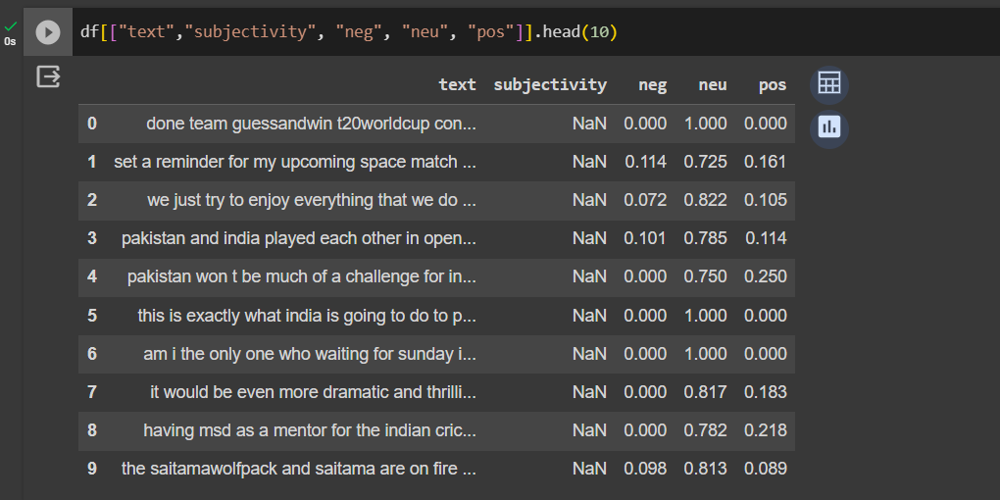 df[["text","subjectivity", "neg", "neu", "pos"]].head(10)
0s
text subjectivity neg neu pos
0 done team guessandwin t20worldcup con... NaN 0.000 1.000 0.000
1 set a reminder for my upcoming space match ... NaN 0.114 0.725 0.161
2 we just try to enjoy everything that we do ... NaN 0.072 0.822 0.105
3 pakistan and india played each other in open... NaN 0.101 0.785 0.114
4 pakistan won t be much of a challenge for in... NaN 0.000 0.750 0.250
5 this is exactly what india is going to do to p... NaN 0.000 1.000 0.000
6 am i the only one who waiting for sunday i... NaN 0.000 1.000 0.000
7 it would be even more dramatic and thrilli... NaN 0.000 0.817 0.183
8 having msd as a mentor for the indian cric... NaN 0.000 0.782 0.218
9 the saitamawolfpack and saitama are on fire ... NaN 0.098 0.813 0.089